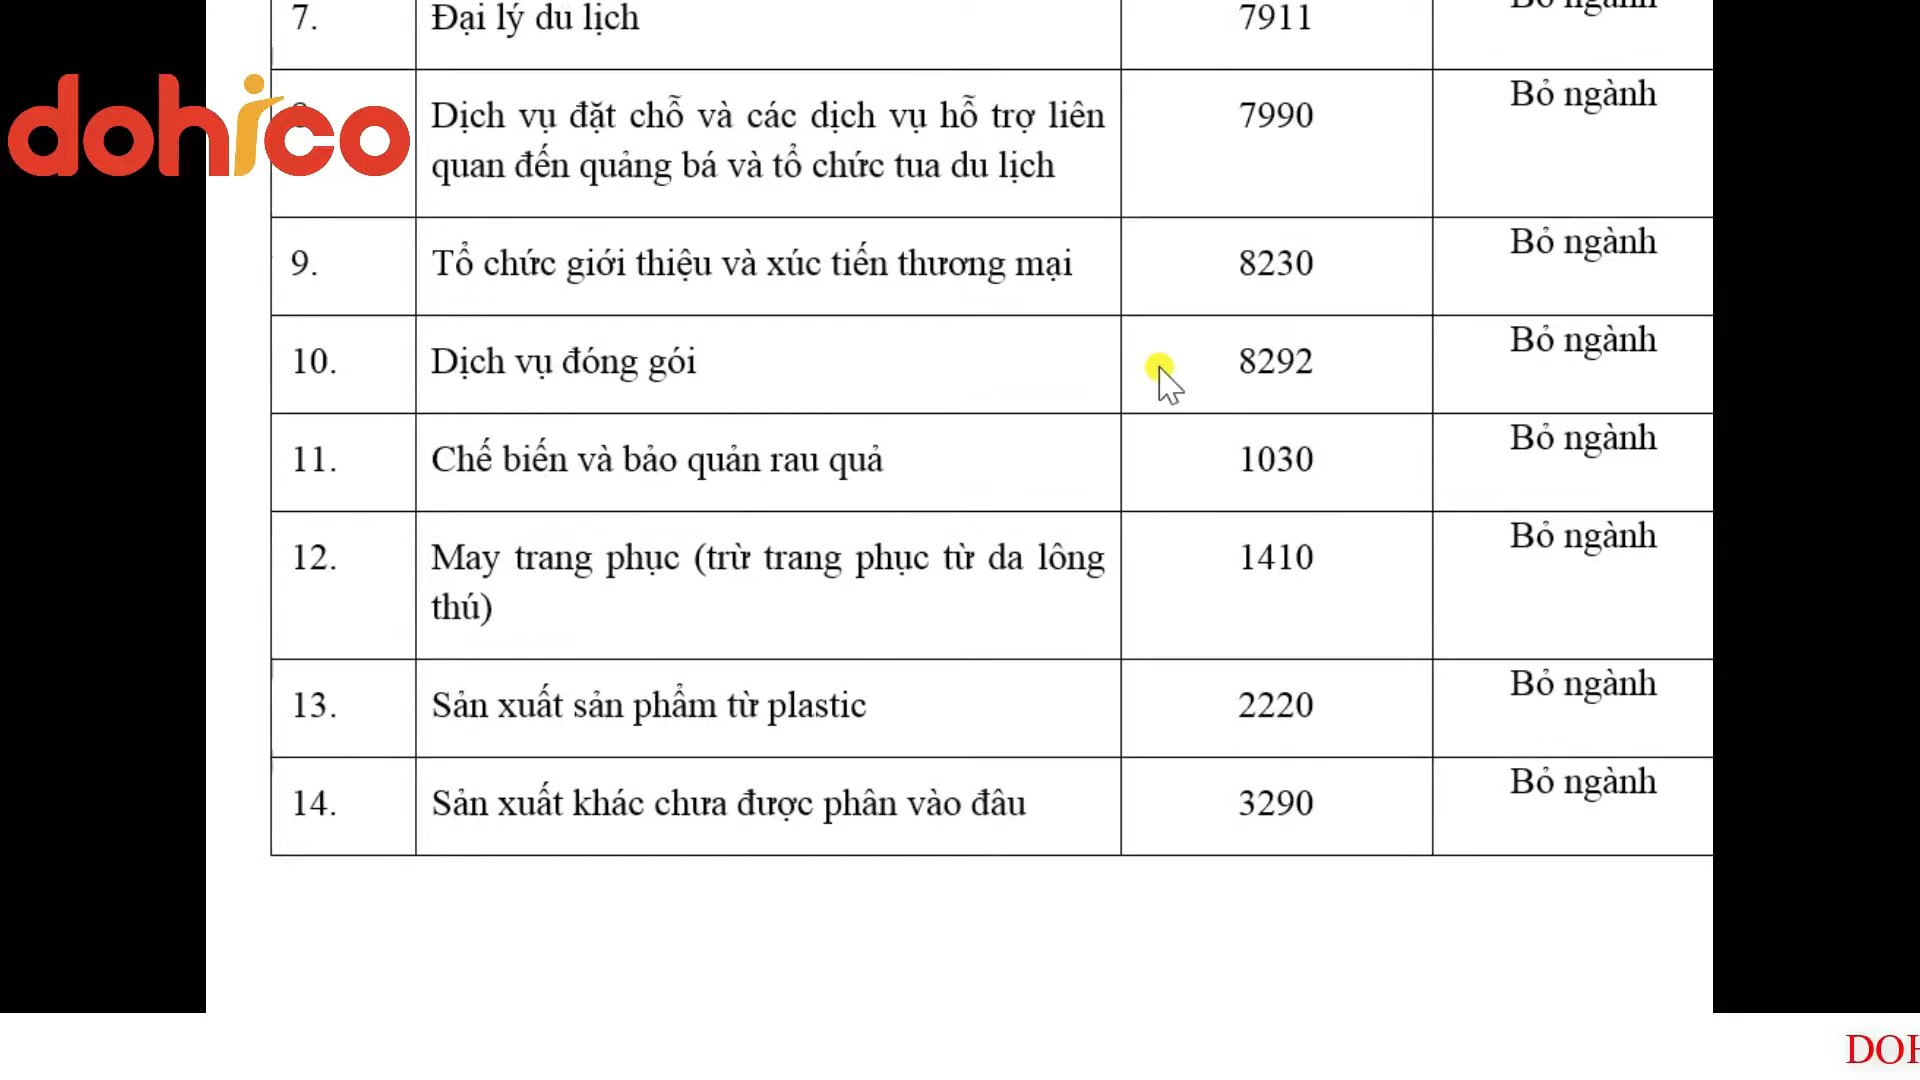 7. Đại lý du lịch 7911 Bỏ ngành
dohico
Dịch vụ đặt chỗ và các dịch vụ hỗ trợ liên 7990 Bỏ ngành
quan đến quảng bá và tổ chức tua du lịch
9. Tổ chức giới thiệu và xúc tiến thương mại 8230 Bỏ ngành
10. Dịch vụ đóng gói 8292 Bỏ ngành
11. Chế biến và bảo quản rau quả 1030 Bỏ ngành
12. May trang phục (trừ trang phục từ da lông 1410 Bỏ ngành
thú)
13. Sản xuất sản phẩm từ plastic 2220 Bỏ ngành
14. Sản xuất khác chưa được phân vào đâu 3290 Bỏ ngành